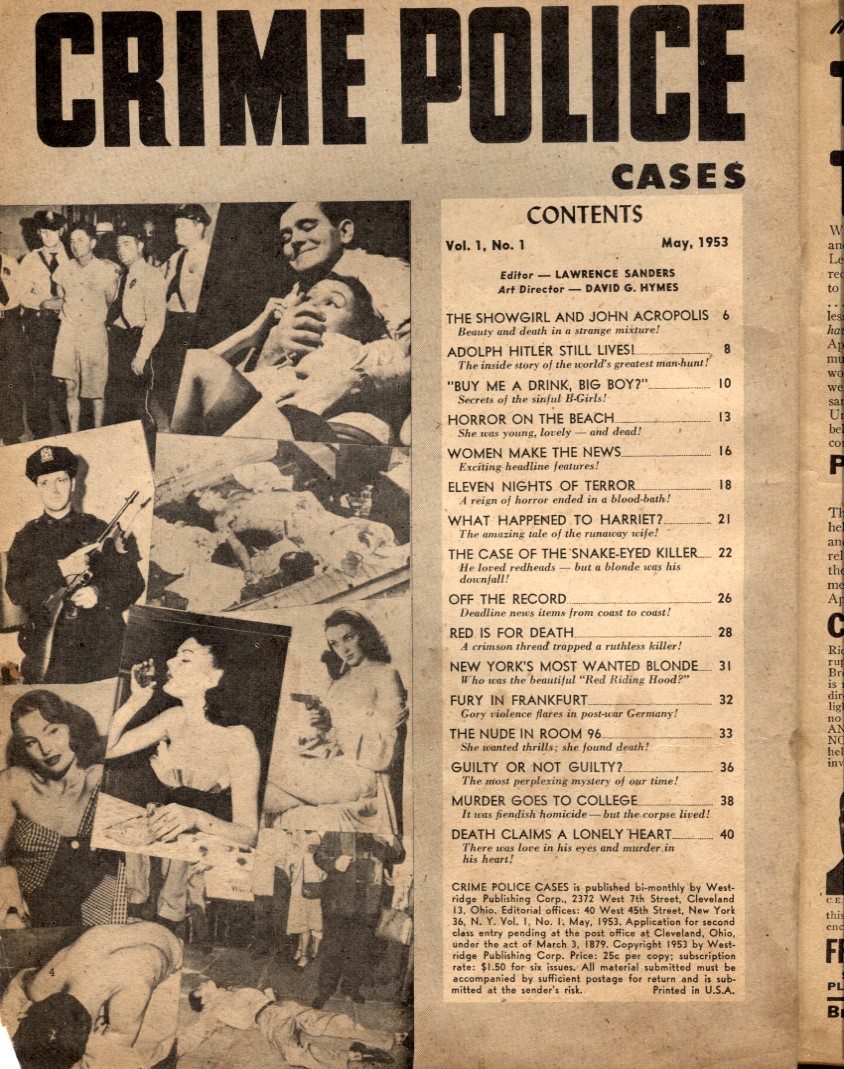 CRIME POLICE
CASES
CONTENTS
Vol. 1, No. 1 May, 1953
Editor — LAWRENCE SANDERS
Art Director — DAVID G. HYMES
THE SHOWGIRL AND JOHN ACROPOLIS 6
Beauty and death in a strange mixture!
ADOLPH HITLER STILL LIVES! 8
The inside story of the world's greatest man-hunt!
"BUY ME A DRINK, BIG BOY?" 10
Secrets of the sinful B-Girls!
HORROR ON THE BEACH 13
She was young, lovely — and dead!
WOMEN MAKE THE NEWS 16
Exciting headline features!
ELEVEN NIGHTS OF TERROR 18
A reign of horror ended in a blood-bath!
WHAT HAPPENED TO HARRIET? 21
The amazing tale of the runaway wife!
THE CASE OF THE SNAKE-EYED KILLER 22
He loved redheads — but a blonde was his
downfall!
OFF THE RECORD 26
Deadline news items from coast to coast!
RED IS FOR DEATH 28
A crimson thread trapped a ruthless killer!
NEW YORK'S MOST WANTED BLONDE 31
Who was the beautiful "Red Riding Hood?"
FURY IN FRANKFURT 32
Gory violence flares in post-war Germany!
THE NUDE IN ROOM 96 33
She wanted thrills; she found death!
GUILTY OR NOT GUILTY? 36
The most perplexing mystery of our time!
MURDER GOES TO COLLEGE 38
It was fiendish homicide — but the corpse lived!
DEATH CLAIMS A LONELY HEART 40
There was love in his eyes and murder in
his heart!
CRIME POLICE CASES is published bi-monthly by West-
ridge Publishing Corp., 2372 West 7th Street, Cleveland
13, Ohio. Editorial offices: 40 West 45th Street, New York
36, N. Y. Vol. 1, No. 1, May, 1953. Application for second
class entry pending at the post office at Cleveland, Ohio,
under the act of March 3, 1879. Copyright 1953 by West-
ridge Publishing Corp. Price: 25c per copy; subscription
rate: $1.50 for six issues. All material submitted must be
accompanied by sufficient postage for return and is sub-
mitted at the sender's risk. Printed in U.S.A.